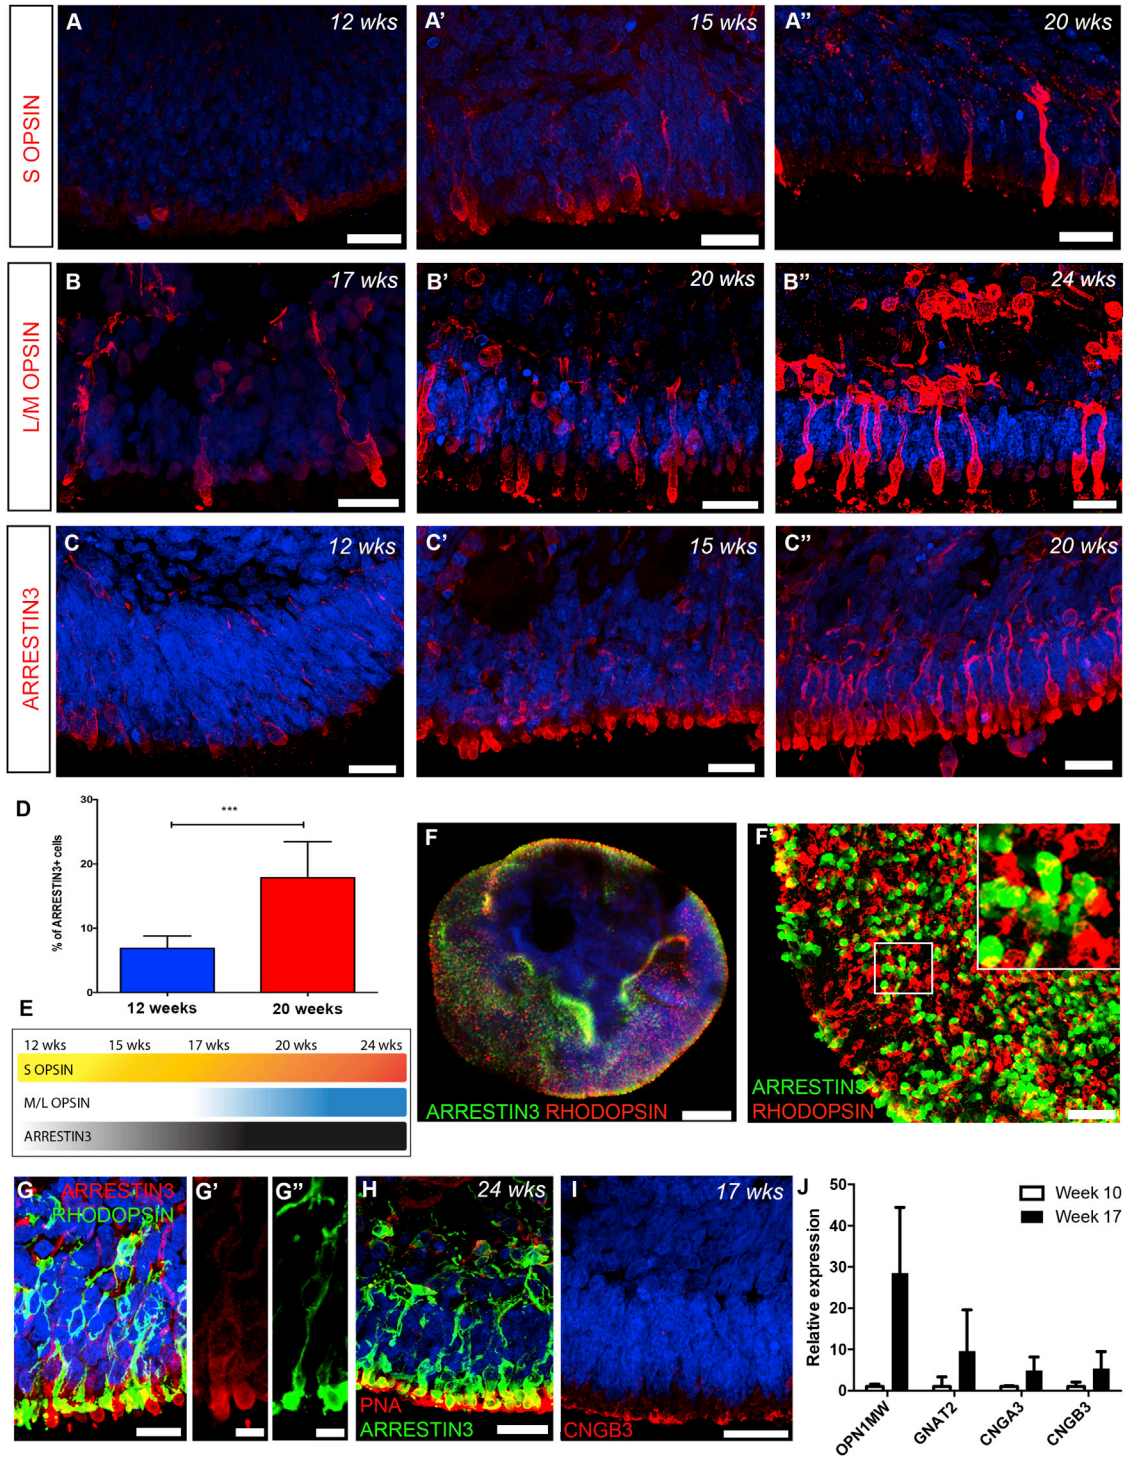 S OPSIN
A
12 wks
A'
15 wks
A''
20 wks
L/M OPSIN
B
17 wks
B'
20 wks
B''
24 wks
ARRESTIN3
C
12 wks
C'
15 wks
C''
20 wks
D
% of ARRESTIN3+ cells
30
20
10
0
***
12 weeks
20 weeks
E
12 wks 15 wks 17 wks 20 wks 24 wks
S OPSIN
M/L OPSIN
ARRESTIN3
F
ARRESTIN3 RHODOPSIN
F'
ARRESTIN3
RHODOPSIN
G
ARRESTIN3
RHODOPSIN
G'
G''
H
24 wks
PNA
ARRESTIN3
I
17 wks
CNGB3
J
Relative expression
50
40
30
20
10
0
Week 10
Week 17
OPN1MW
GNAT2
CNGA3
CNGB3